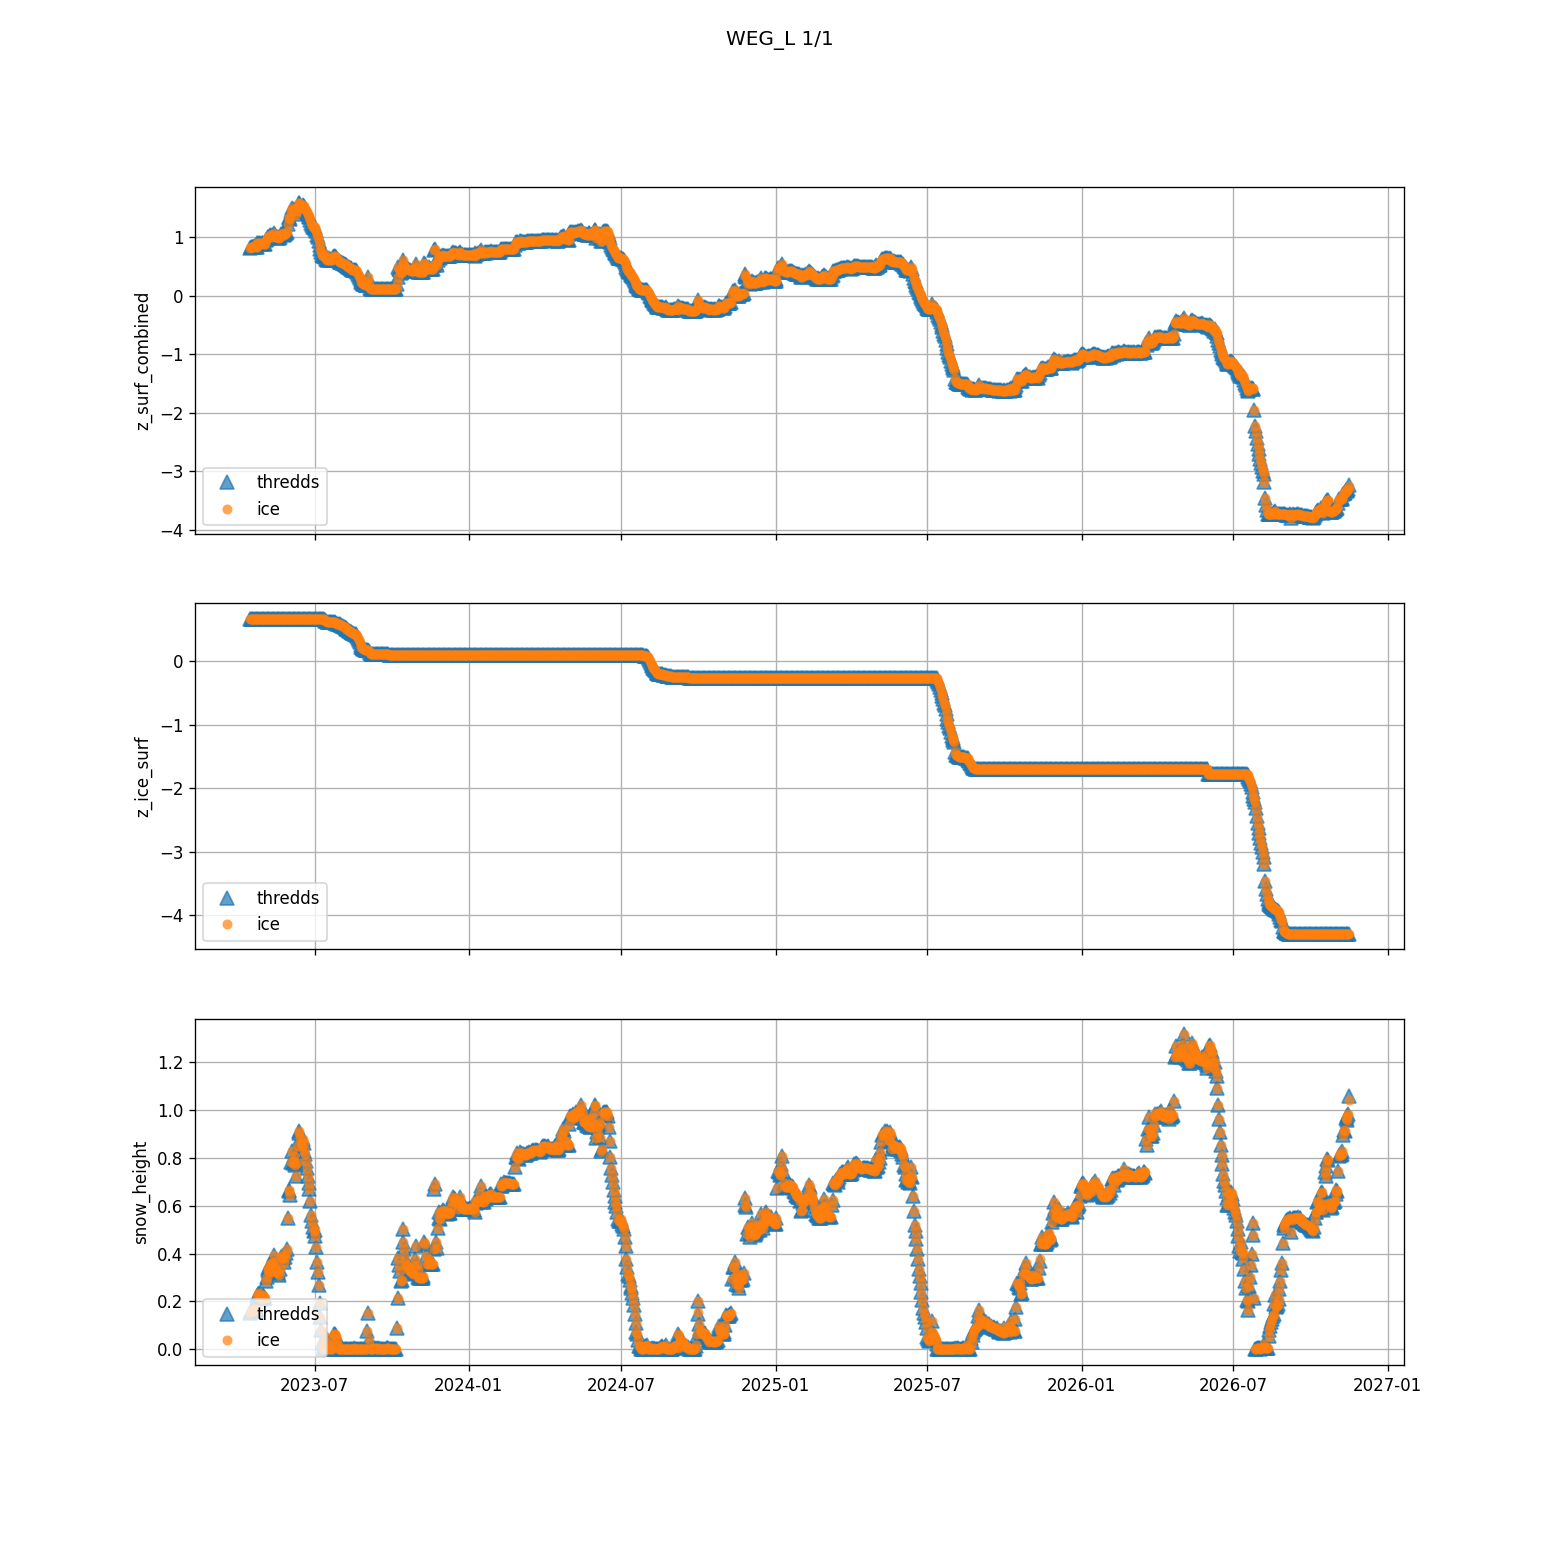 WEG_L 1/1
z_surf_combined
1
0
−1
−2
−3
−4
thredds
ice
z_ice_surf
0
−1
−2
−3
−4
thredds
ice
snow_height
1.2
1.0
0.8
0.6
0.4
0.2
0.0
thredds
ice
2023-07
2024-01
2024-07
2025-01
2025-07
2026-01
2026-07
2027-01